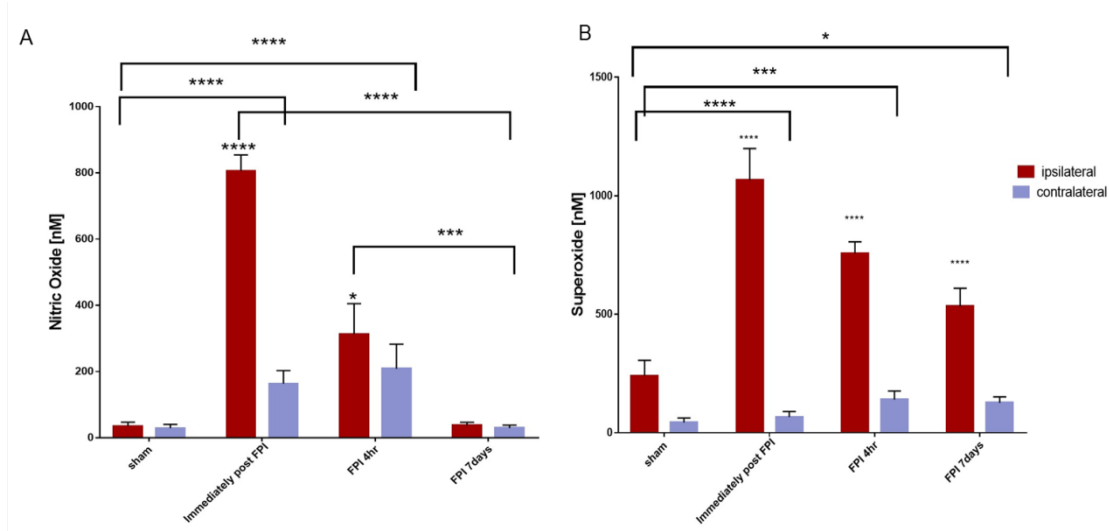 A
****
****
****
1000
****
800
Nitric Oxide [nM]
600
***
400
*
200
0
sham
Immediately post FPI
FPI 4hr
FPI 7days
B
*
1500
***
****
****
ipsilateral
contralateral
1000
****
Superoxide [nM]
****
500
0
sham
Immediately post FPI
FPI 4hr
FPI 7days